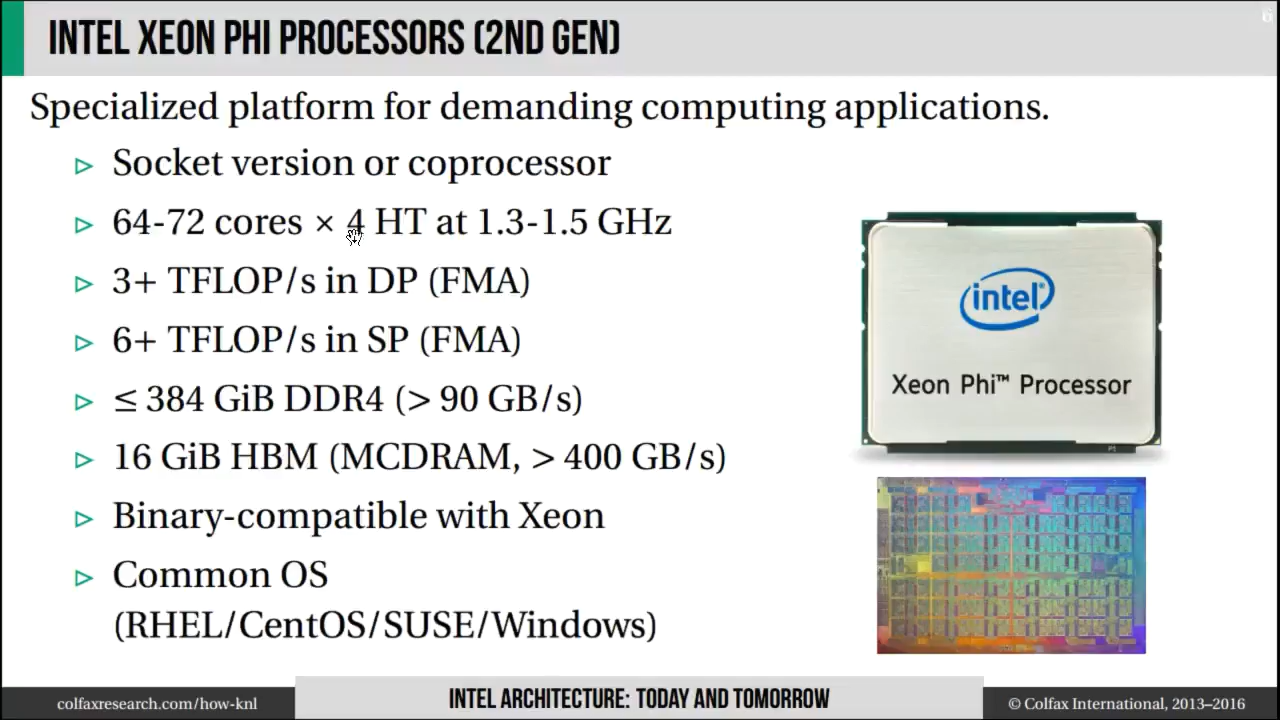 INTEL XEON PHI PROCESSORS (2ND GEN)
6
Specialized platform for demanding computing applications.
Socket version or coprocessor
64-72 cores × 4 HT at 1.3-1.5 GHz
3+ TFLOP/s in DP (FMA)
6+ TFLOP/s in SP (FMA)
≤ 384 GiB DDR4 (> 90 GB/s)
16 GiB HBM (MCDRAM, > 400 GB/s)
Binary-compatible with Xeon
Common OS
(RHEL/CentOS/SUSE/Windows)
intel®
Xeon Phi™ Processor
P1
colfaxresearch.com/how-knl
INTEL ARCHITECTURE: TODAY AND TOMORROW
© Colfax International, 2013–2016